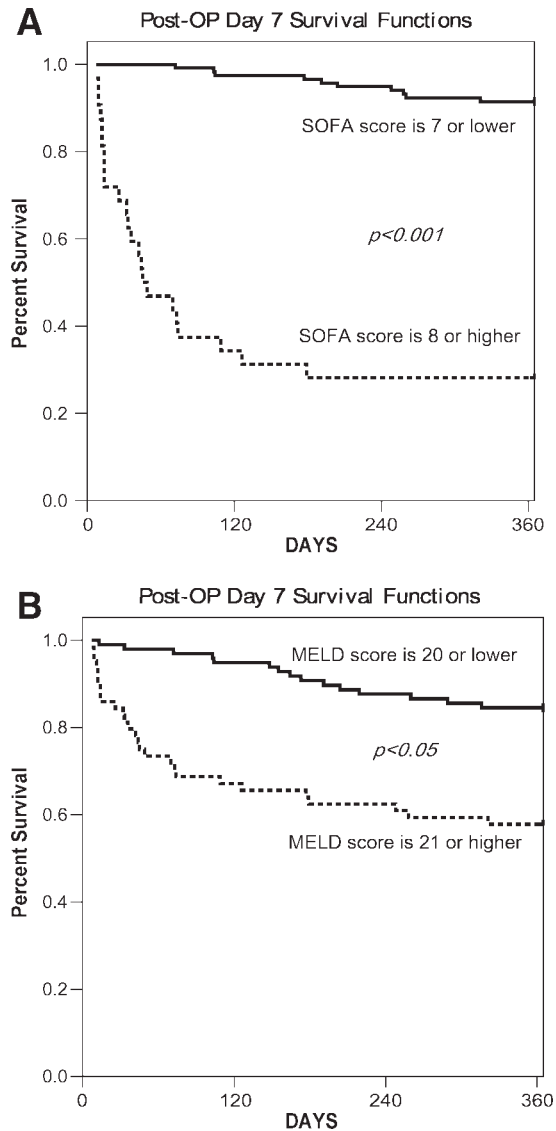 A
Post-OP Day 7 Survival Functions
1.0
SOFA score is 7 or lower
0.8
0.6
p<0.001
Percent Survival
0.4
SOFA score is 8 or higher
0.2
0.0
0
120
240
360
DAYS
B
Post-OP Day 7 Survival Functions
1.0
MELD score is 20 or lower
0.8
p<0.05
0.6
Percent Survival
MELD score is 21 or higher
0.4
0.2
0.0
0
120
240
360
DAYS